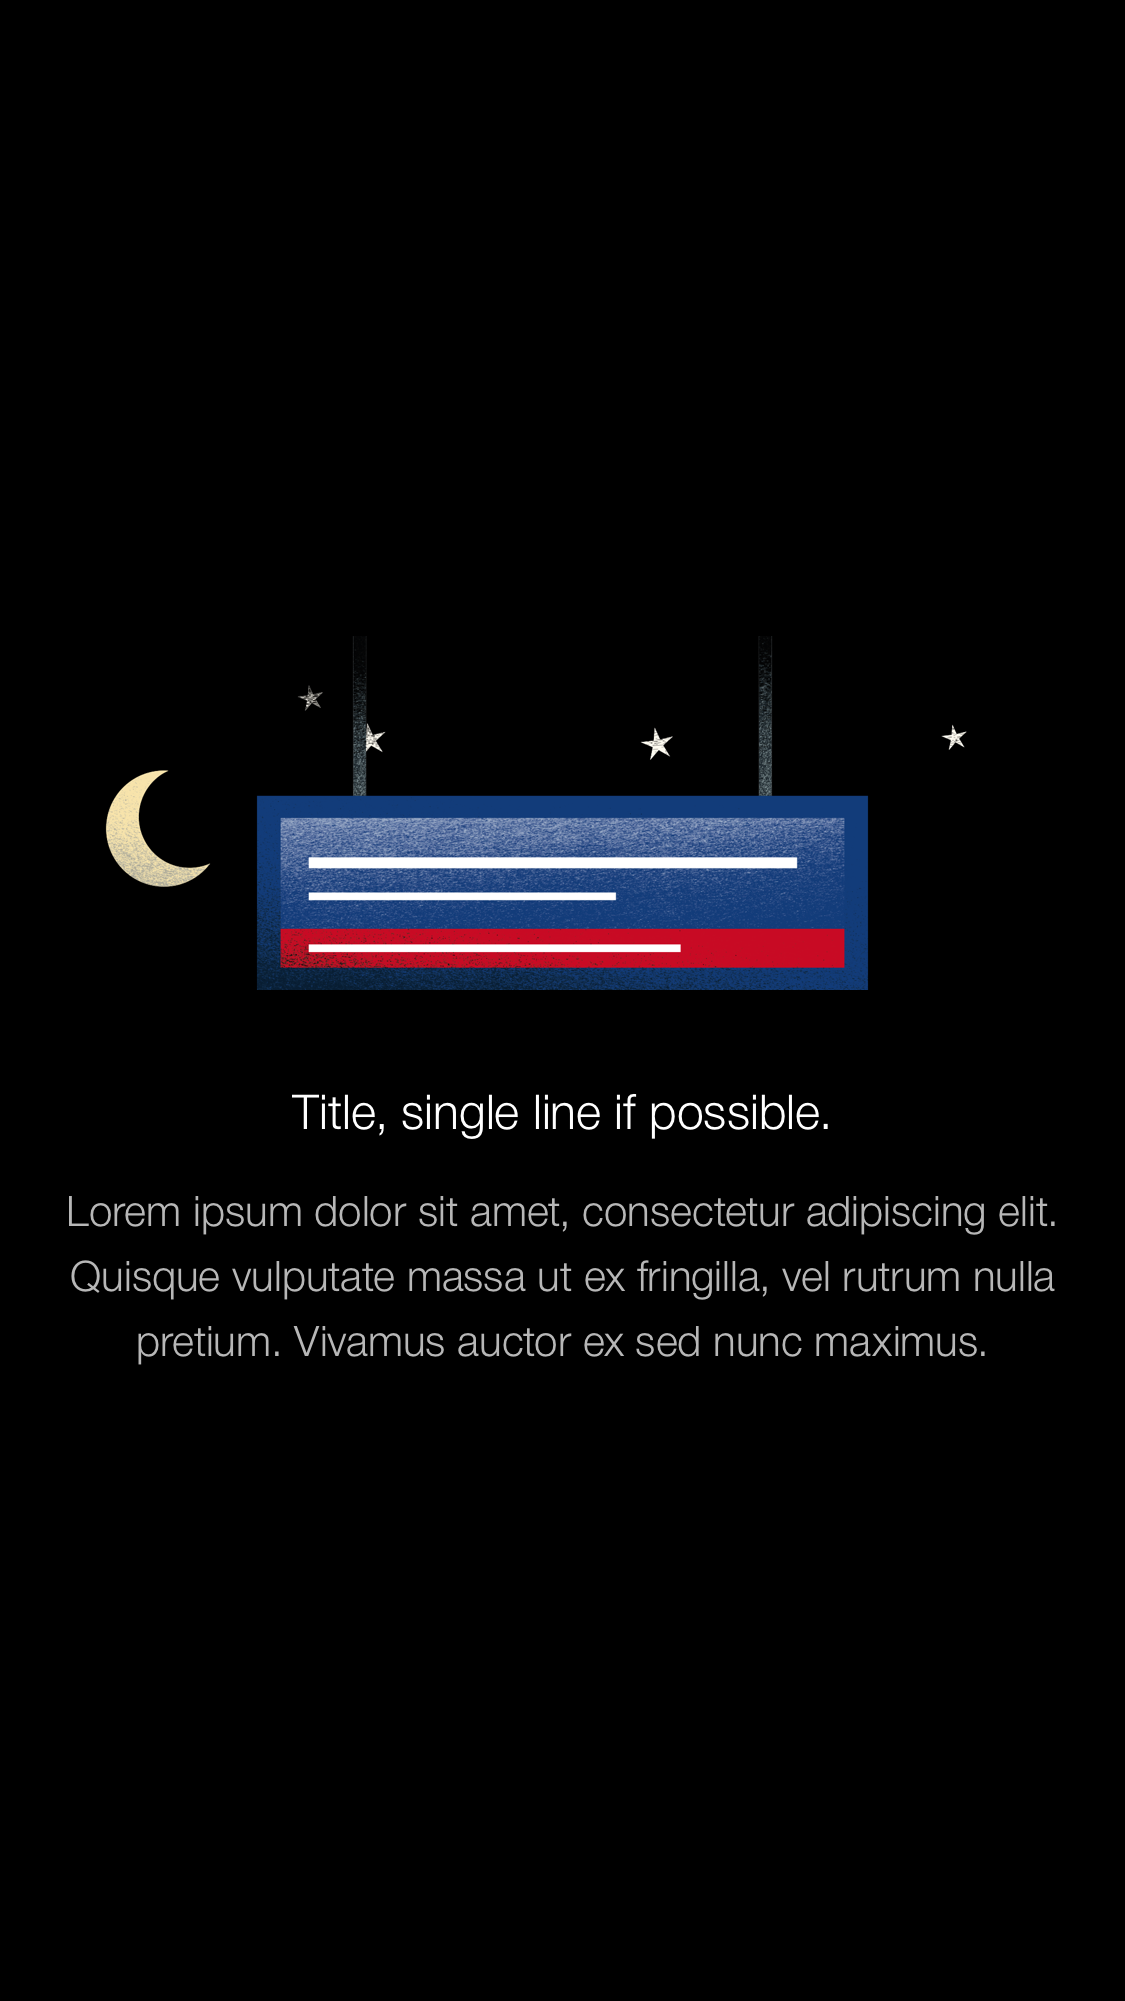 Title, single line if possible.
Lorem ipsum dolor sit amet, consectetur adipiscing elit.
Quisque vulputate massa ut ex fringilla, vel rutrum nulla
pretium. Vivamus auctor ex sed nunc maximus.